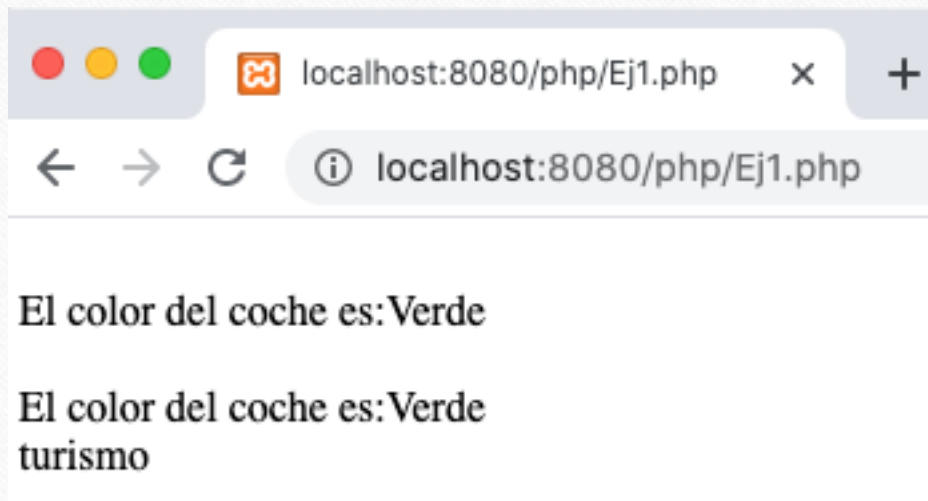 localhost:8080/php/Ej1.php
localhost:8080/php/Ej1.php
El color del coche es:Verde
El color del coche es:Verde
turismo